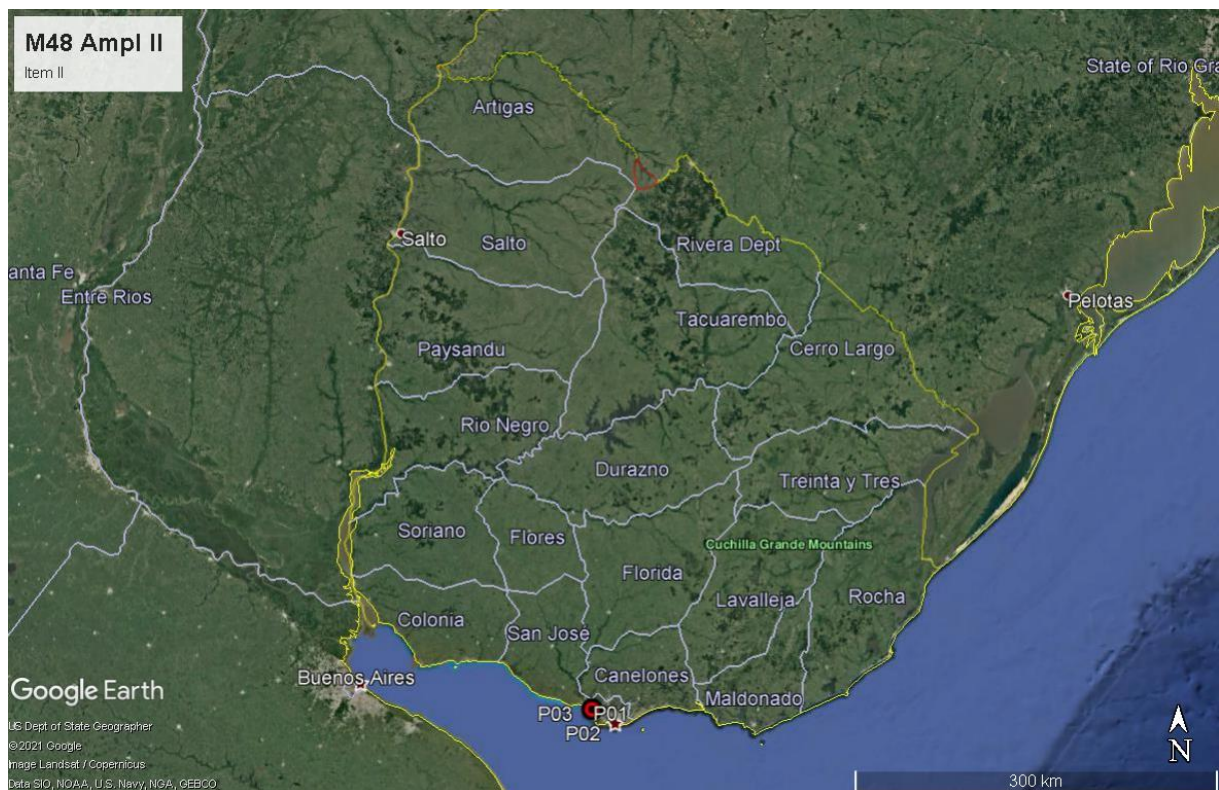 M48 Ampl II
Item II
State of Rio Gra
Artigas
Salto
Salto
Rivera Dept
anta Fe
Entre Rios
Pelotas
Tacuarembo
Paysandu
Cerro Largo
Rio Negro
Durazno
Treinta y Tres
Soriano
Flores
Cuchilla Grande Mountains
Florida
Lavalleja
Rocha
Colonia
San Jose
Canelones
Buenos Aires
Maldonado
Google Earth
P03
P01
P02
US Dept of State Geographer
©2021 Google
Image Landsat / Copernicus
Data SIO, NOAA, U.S. Navy, NGA, GEBCO
N
300 km